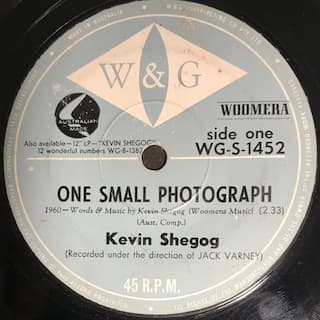 W & G
AUSTRALIAN
MADE
WOOMERA
side one
WG-S-1452
Also available—12" LP—"KEVIN SHEGOG"
12 wonderful numbers
ONE SMALL PHOTOGRAPH
1960—Words & Music by Kevin Shegog (Woomera Music) (2.33)
(Aust. Comp.)
Kevin Shegog
(Recorded under the direction of JACK VARNEY)
45 R.P.M.